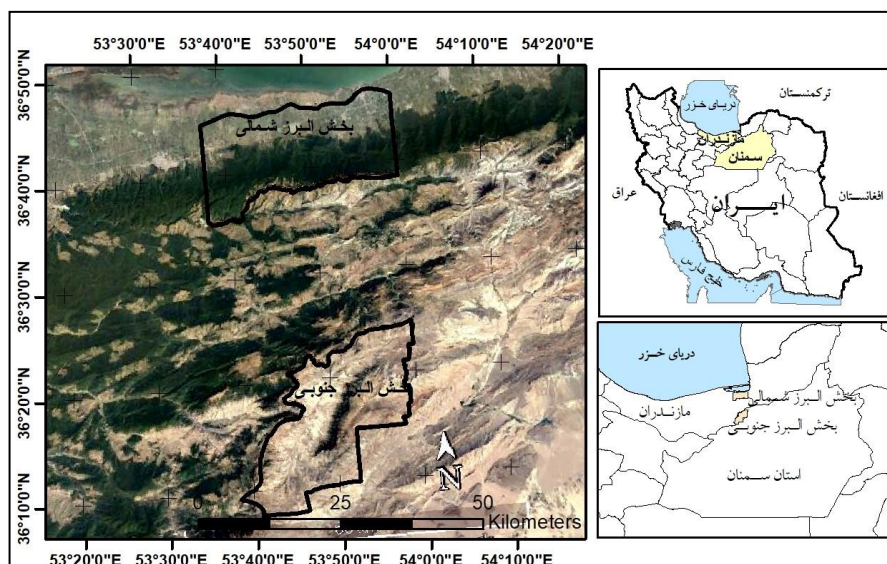 53°30'0"E 53°40'0"E 53°50'0"E 54°0'0"E 54°10'0"E 54°20'0"E
36°50'0"N
36°40'0"N
36°30'0"N
36°20'0"N
36°10'0"N
بخش البرز شمالی
بخش البرز جنوبی
N
0 25 50
Kilometers
53°20'0"E 53°40'0"E 53°50'0"E 54°0'0"E 54°10'0"E
ترکمنستان
دریای خزر
مازندران
سمنان
افغانستان
عراق
ایران
خلیج فارس
دریای خزر
بخش البرز شمالی
مازندران
بخش البرز جنوبی
استان سمنان